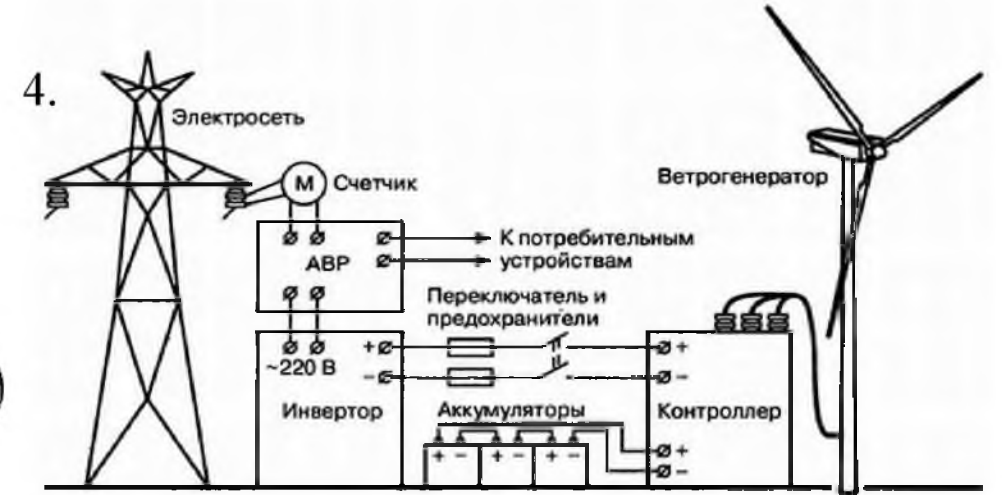 4.
Электросеть
М Счетчик
Ветрогенератор
АВР
К потребительным
устройствам
Переключатель и
предохранители
~220 В
+
–
+
–
Инвертор
Аккумуляторы
Контроллер
+ – + – + –
+
–